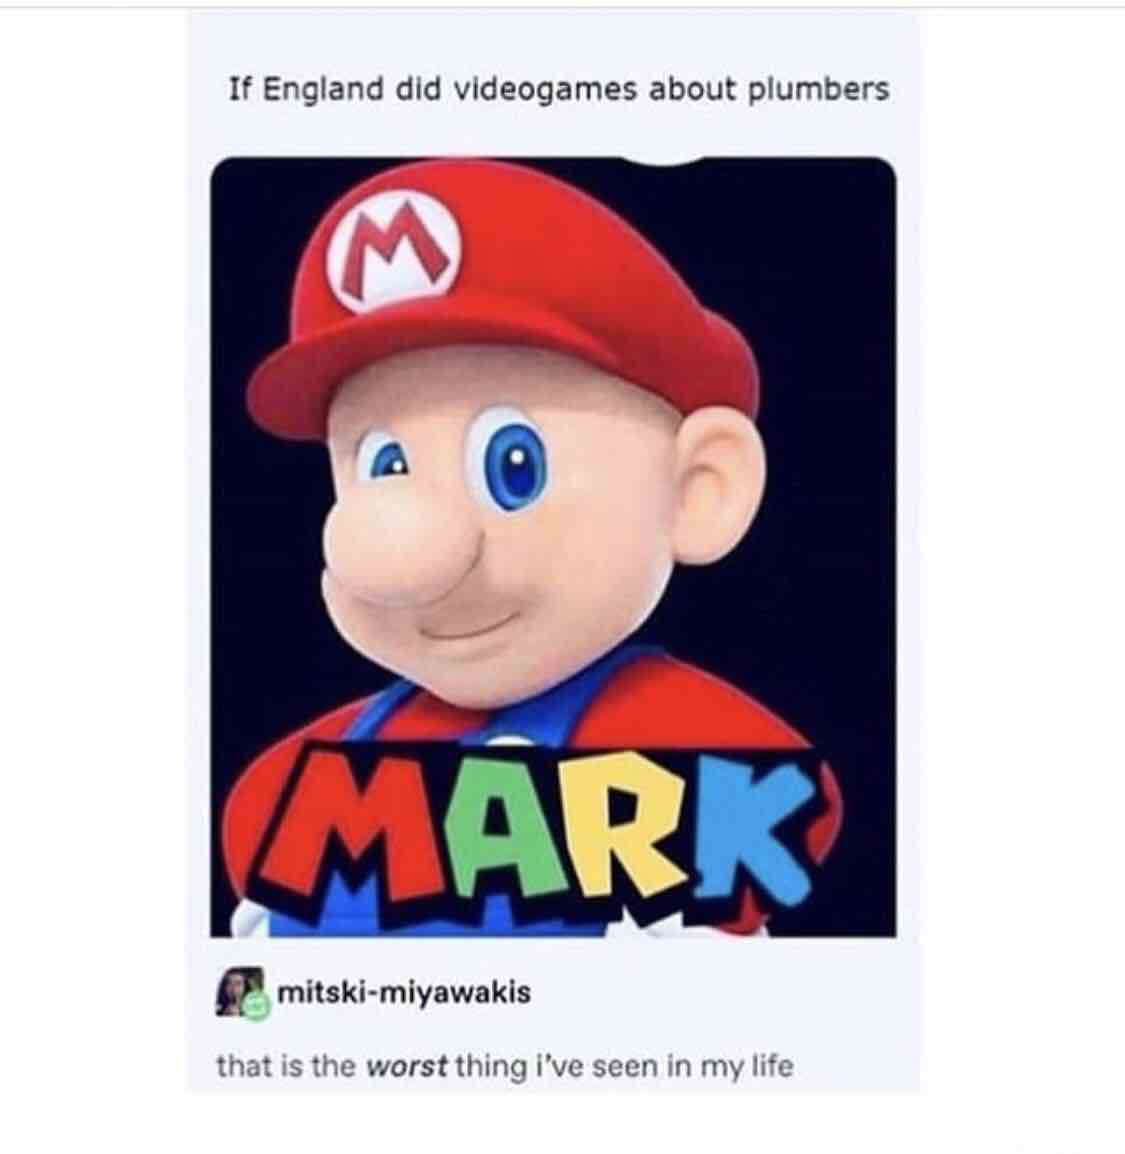 If England did videogames about plumbers
M
MARK
mitski-miyawakis
that is the worst thing i've seen in my life